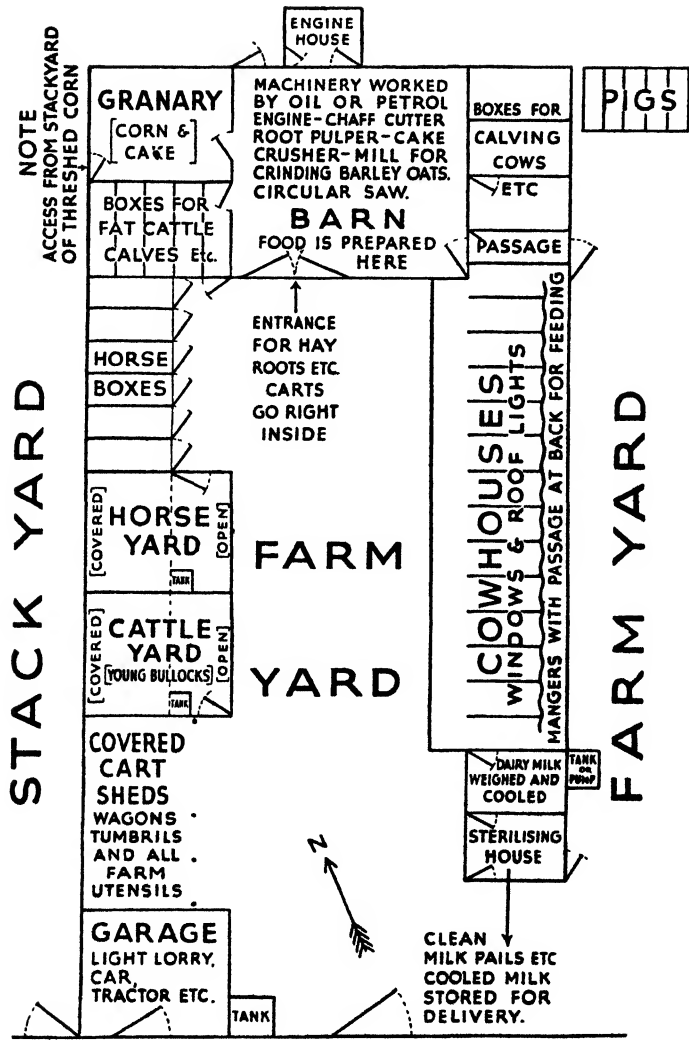 ENGINE
HOUSE
NOTE
ACCESS FROM STACKYARD
OF THRESHED CORN
GRANARY
[CORN &
CAKE]
MACHINERY WORKED
BY OIL OR PETROL
ENGINE-CHAFF CUTTER
ROOT PULPER-CAKE
CRUSHER-MILL FOR
GRINDING BARLEY OATS.
CIRCULAR SAW.
BARN
FOOD IS PREPARED
HERE
BOXES FOR
CALVING
COWS
ETC
PASSAGE
PIGS
BOXES FOR
FAT CATTLE
CALVES Etc.
ENTRANCE
FOR HAY
ROOTS ETC.
CARTS
GO RIGHT
INSIDE
HORSE
BOXES
STACK YARD
[COVERED]
HORSE
YARD
[OPEN]
TANK
[COVERED]
CATTLE
YARD
[YOUNG BULLOCKS]
[OPEN]
TANK
FARM
YARD
COWHOUSES
WINDOWS & ROOF LIGHTS
MANGERS WITH PASSAGE AT BACK FOR FEEDING
FARM YARD
COVERED
CART
SHEDS
WAGONS
TUMBRILS
AND ALL
FARM
UTENSILS
DAIRY MILK
WEIGHED AND
COOLED
TANK
OR
PUMP
STERILISING
HOUSE
N
GARAGE
LIGHT LORRY,
CAR,
TRACTOR ETC.
TANK
CLEAN
MILK PAILS ETC
COOLED MILK
STORED FOR
DELIVERY.